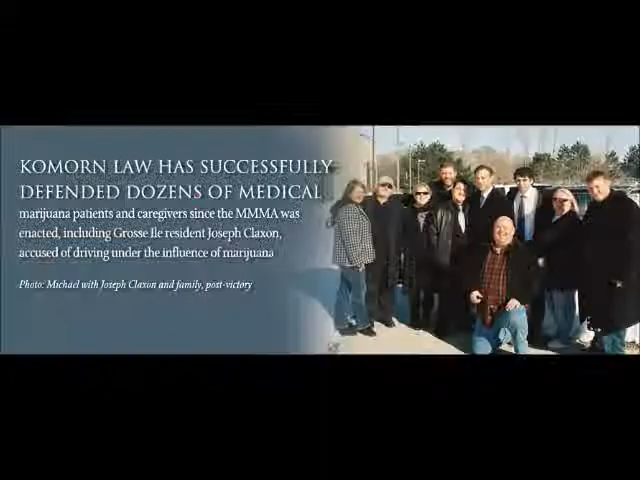 KOMORN LAW HAS SUCCESSFULLY
DEFENDED DOZENS OF MEDICAL
marijuana patients and caregivers since the MMMA was
enacted, including Grosse Ile resident Joseph Claxon,
accused of driving under the influence of marijuana
Photo: Michael with Joseph Claxon and family, post-victory